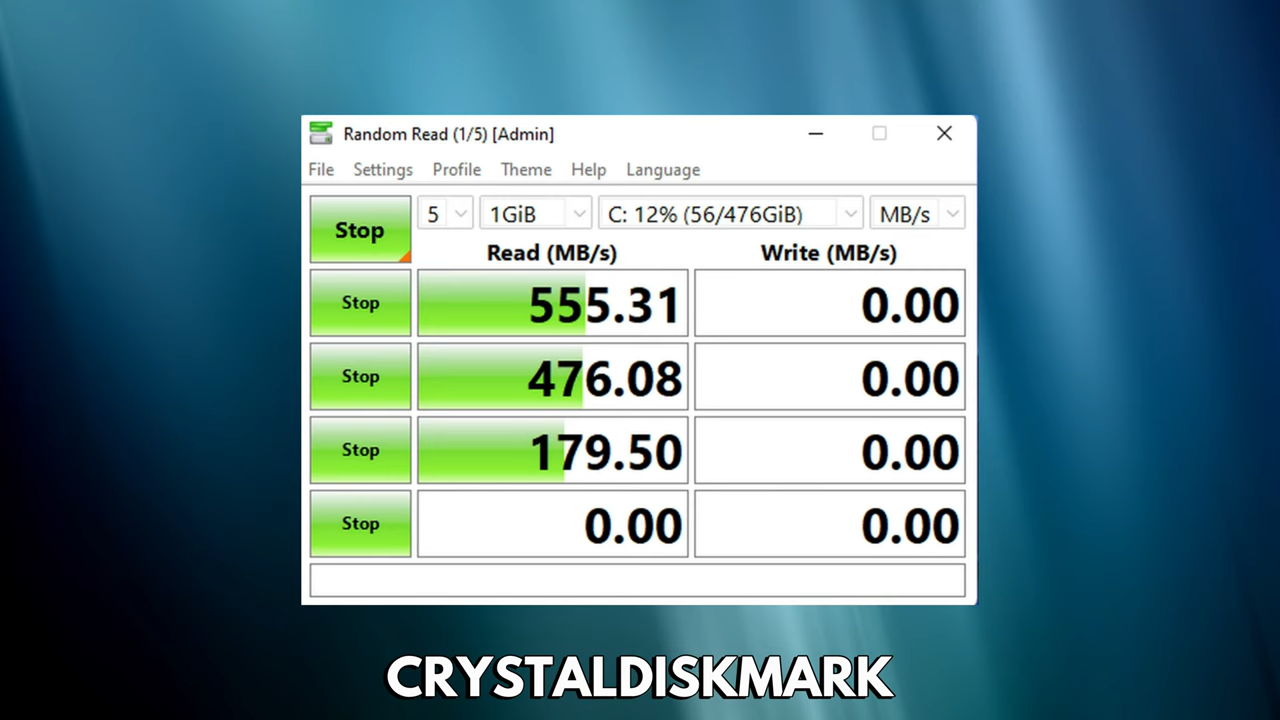 Random Read (1/5) [Admin]
File Settings Profile Theme Help Language
Stop 5 1GiB C: 12% (56/476GiB) MB/s
Read (MB/s) Write (MB/s)
Stop 555.31 0.00
Stop 476.08 0.00
Stop 179.50 0.00
Stop 0.00 0.00
CRYSTALDISKMARK